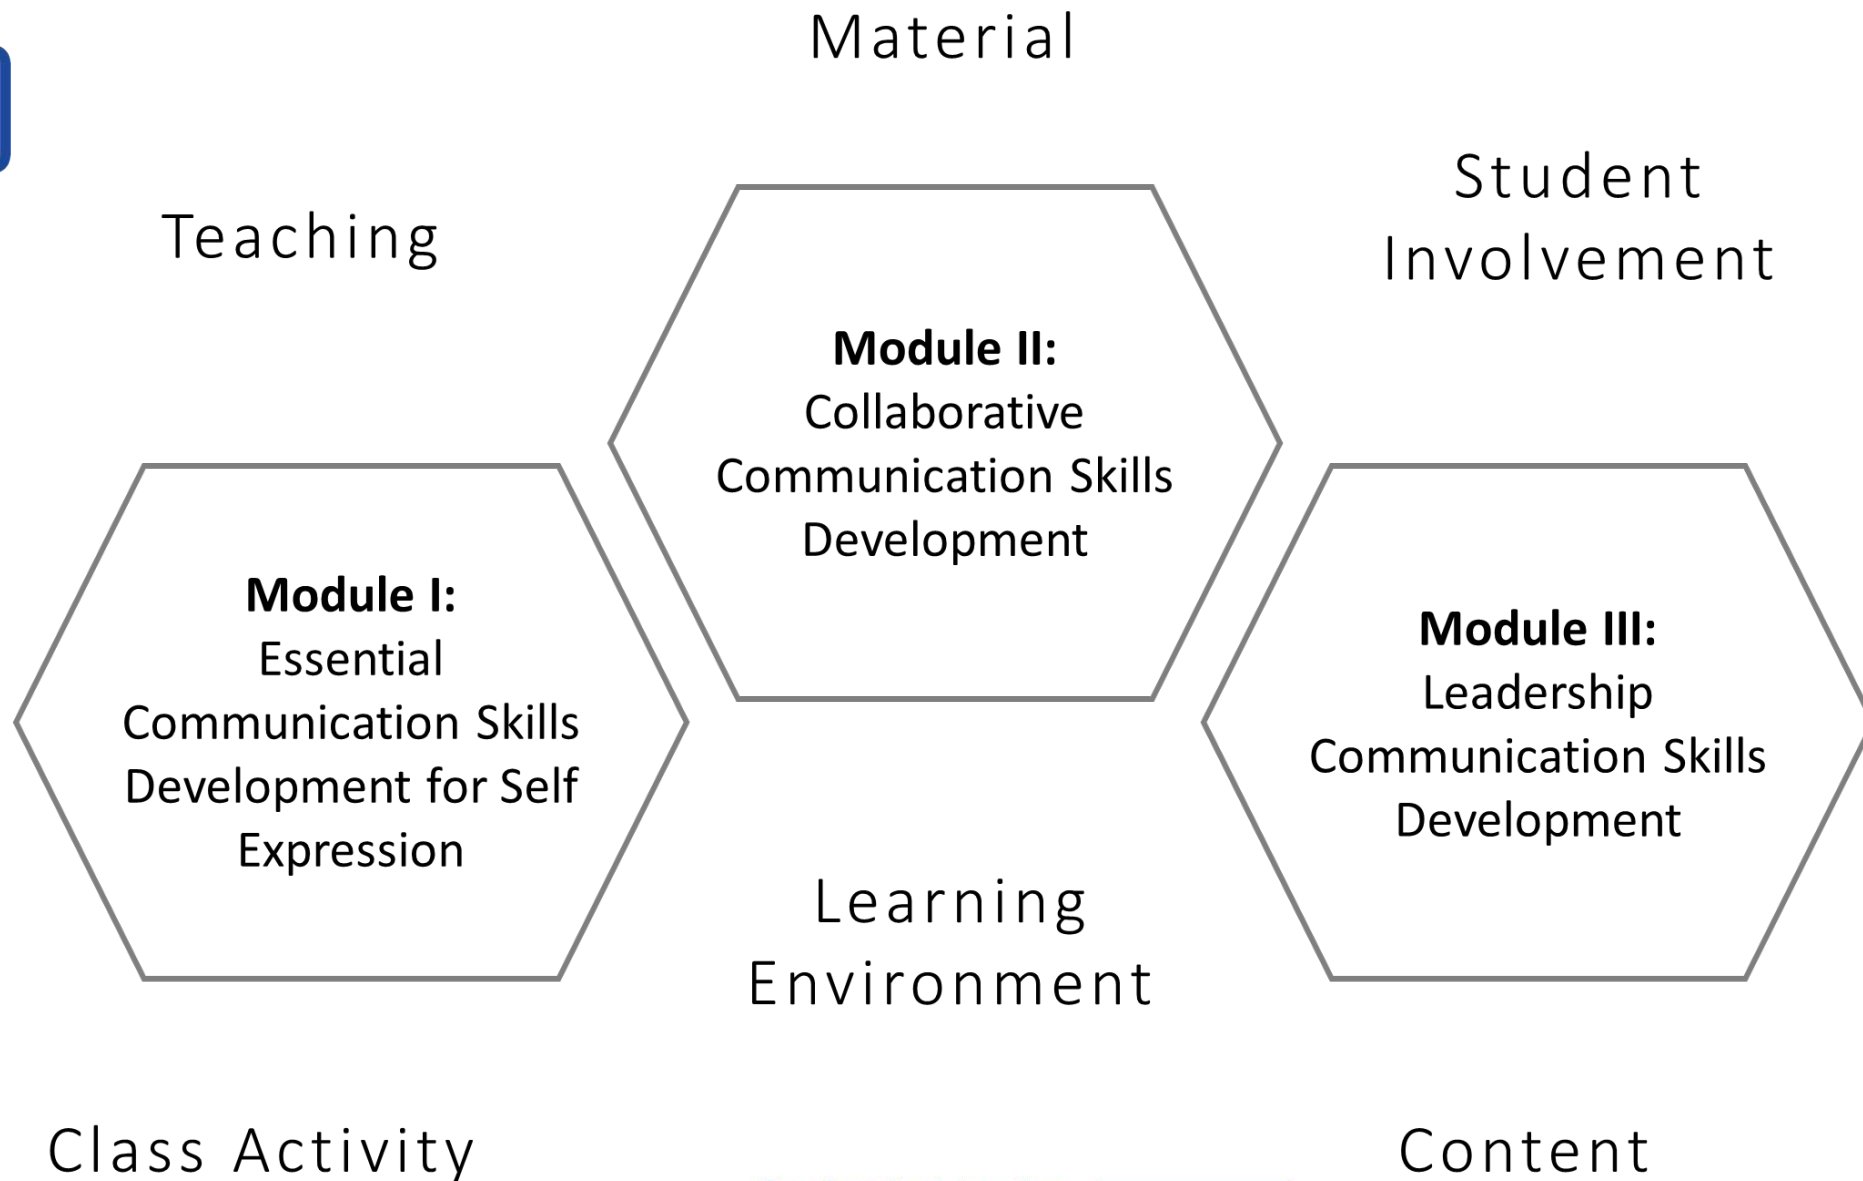 Material
Teaching
Student
Involvement
Module II:
Collaborative
Communication Skills
Development
Module I:
Essential
Communication Skills
Development for Self
Expression
Module III:
Leadership
Communication Skills
Development
Learning
Environment
Class Activity
Content